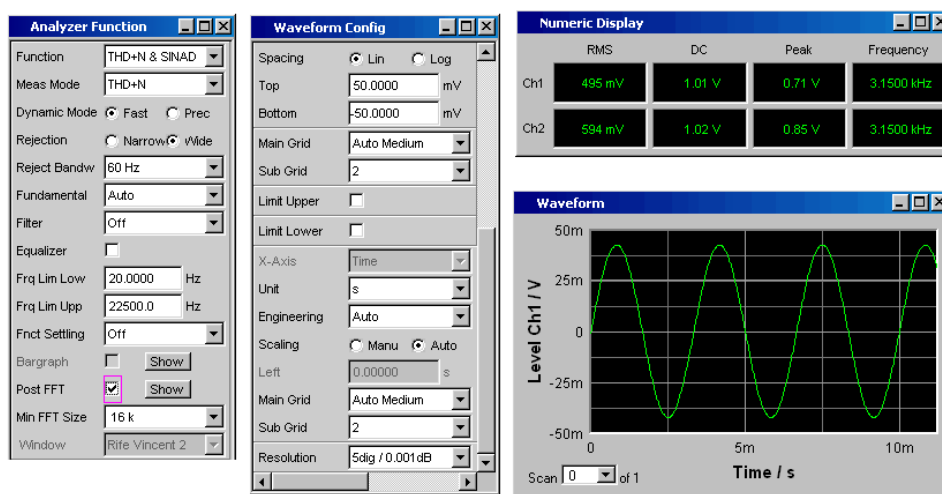 Analyzer Function
Function THD+N & SINAD
Meas Mode THD+N
Dynamic Mode Fast Prec
Rejection Narrow Wide
Reject Bandw 60 Hz
Fundamental Auto
Filter Off
Equalizer
Frq Lim Low 20.0000 Hz
Frq Lim Upp 22500.0 Hz
Fnct Settling Off
Bargraph Show
Post FFT Show
Min FFT Size 16 k
Window Rife Vincent 2
Waveform Config
Spacing Lin Log
Top 50.0000 mV
Bottom -50.0000 mV
Main Grid Auto Medium
Sub Grid 2
Limit Upper
Limit Lower
X-Axis Time
Unit s
Engineering Auto
Scaling Manu Auto
Left 0.00000 s
Main Grid Auto Medium
Sub Grid 2
Resolution 5dig / 0.001dB
Numeric Display
RMS DC Peak Frequency
Ch1 495 mV 1.01 V 0.71 V 3.1500 kHz
Ch2 594 mV 1.02 V 0.85 V 3.1500 kHz
Waveform
Level Ch1 / V
50m
25m
0
-25m
-50m
0 5m 10m
Time / s
Scan 0 of 1